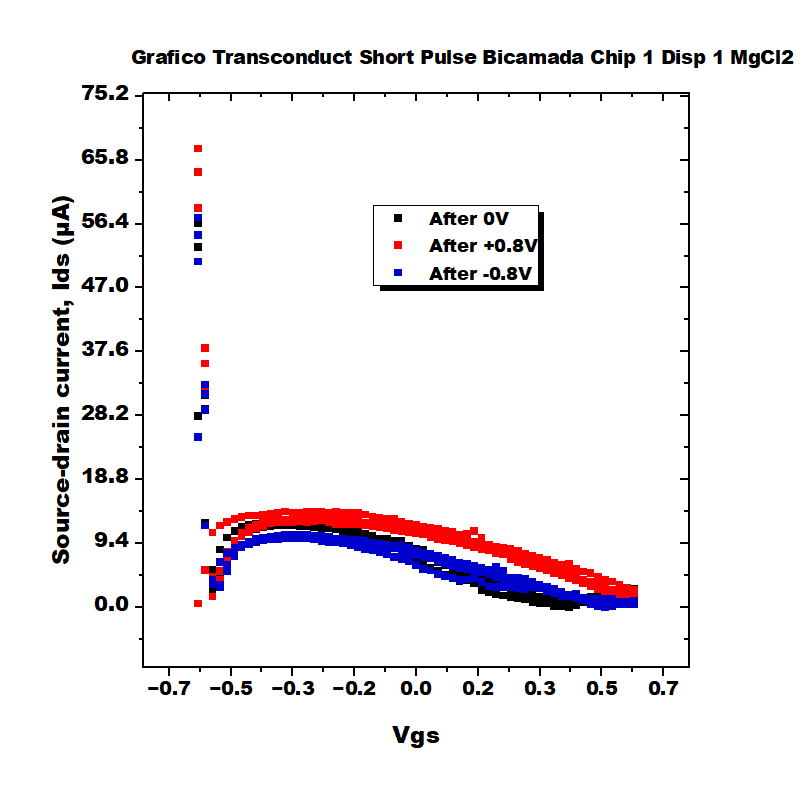 Grafico Transconduct Short Pulse Bicamada Chip 1 Disp 1 MgCl2
75.2
65.8
56.4
47.0
37.6
28.2
18.8
9.4
0.0
Source-drain current, Ids (µA)
After 0V
After +0.8V
After -0.8V
−0.7 −0.5 −0.3 −0.2 0.0 0.2 0.3 0.5 0.7
Vgs